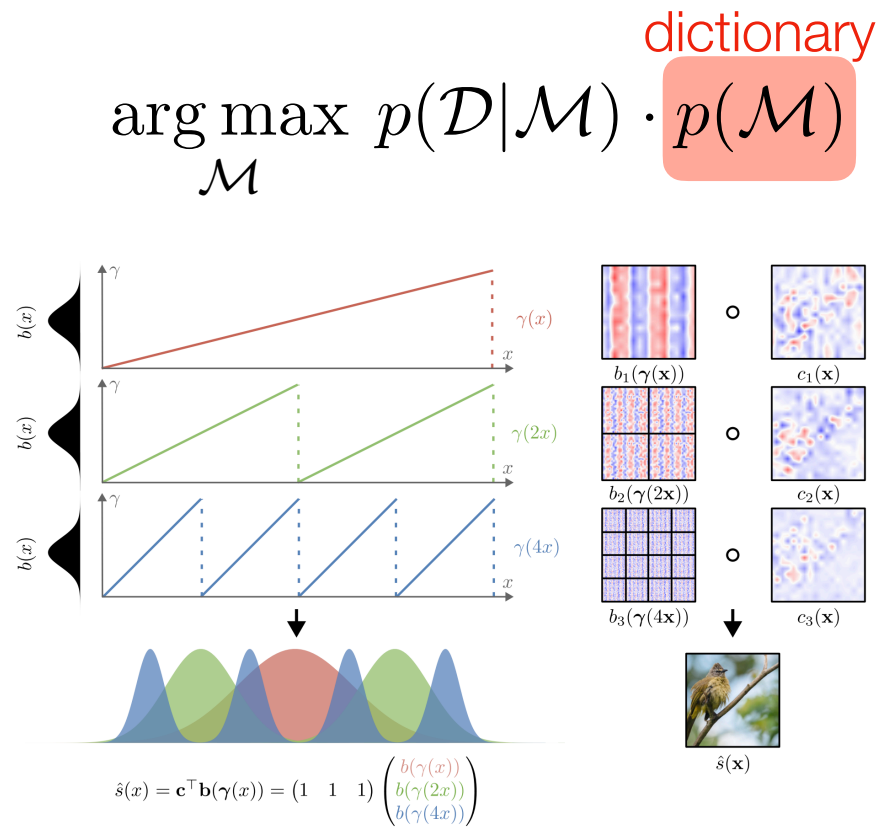 dictionary
arg max p(𝒟|ℳ) · p(ℳ)
ℳ
b(x)
γ
x
γ(x)
b(x)
γ
x
γ(2x)
b(x)
γ
x
γ(4x)
b₁(γ(𝐱))
∘
c₁(𝐱)
b₂(γ(2𝐱))
∘
c₂(𝐱)
b₃(γ(4𝐱))
∘
c₃(𝐱)
ŝ(x) = 𝐜⊤𝐛(γ(x)) = (1 1 1)
b(γ(x))
b(γ(2x))
b(γ(4x))
ŝ(𝐱)